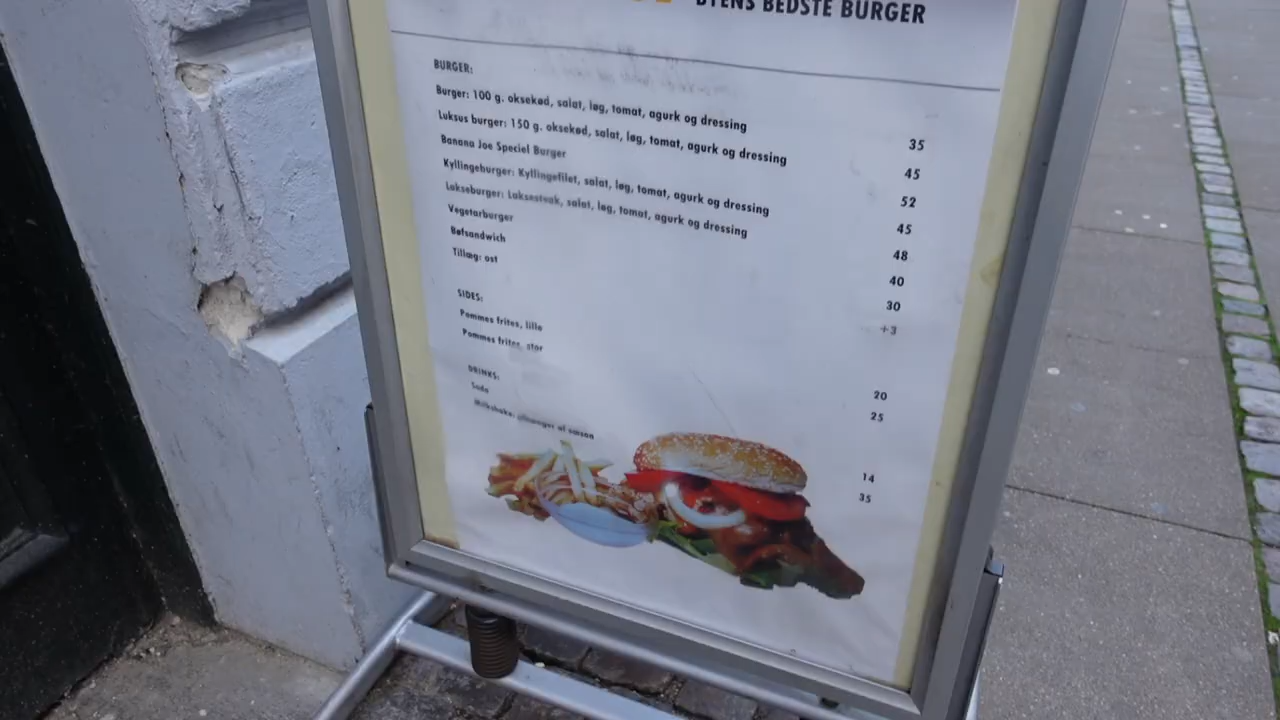 BYENS BEDSTE BURGER
BURGER:
Burger: 100 g. oksekød, salat, løg, tomat, agurk og dressing 35
Luksus burger: 150 g. oksekød, salat, løg, tomat, agurk og dressing 45
Banana Joe Speciel Burger 52
Kyllingeburger: Kyllingefilet, salat, løg, tomat, agurk og dressing 45
Lakseburger: Laksesteak, salat, løg, tomat, agurk og dressing 48
Vegetarburger 40
Bøfsandwich 30
Tillæg: ost +3
SIDES:
Pommes frites, lille 20
Pommes frites, stor 25
DRINKS:
Soda 14
Milkshake: af sæson 35